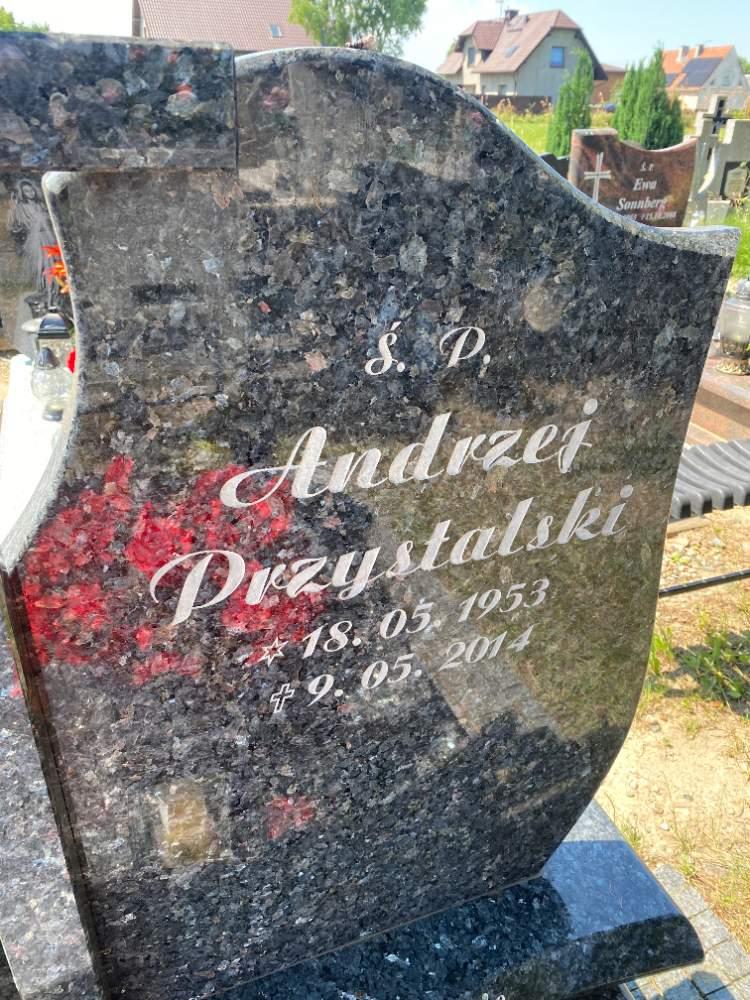 Ś. P.
Andrzej
Przystalski
18. 05. 1953
9. 05. 2014
Ś. P.
Ewa
Sonnberg